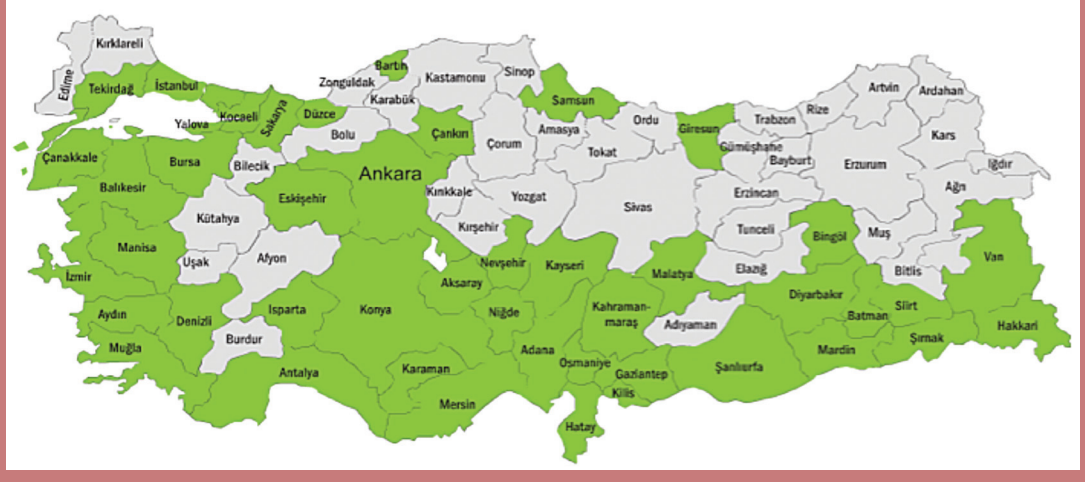 Kırklareli
Edirne
Tekirdağ
İstanbul
Yalova
Kocaeli
Sakarya
Düzce
Zonguldak
Bartın
Karabük
Kastamonu
Sinop
Samsun
Bolu
Çankırı
Çorum
Amasya
Ordu
Tokat
Giresun
Trabzon
Gümüşhane
Bayburt
Rize
Artvin
Ardahan
Kars
Iğdır
Erzurum
Ağrı
Çanakkale
Balıkesir
Bursa
Bilecik
Eskişehir
Ankara
Kırıkkale
Yozgat
Sivas
Erzincan
Tunceli
Bingöl
Muş
Kütahya
Kırşehir
Manisa
Uşak
Afyon
İzmir
Nevşehir
Kayseri
Aksaray
Malatya
Elazığ
Bitlis
Van
Aydın
Denizli
Isparta
Konya
Niğde
Kahraman-
maraş
Adıyaman
Diyarbakır
Batman
Siirt
Hakkari
Muğla
Burdur
Antalya
Karaman
Mersin
Adana
Osmaniye
Gaziantep
Kilis
Hatay
Şanlıurfa
Mardin
Şırnak